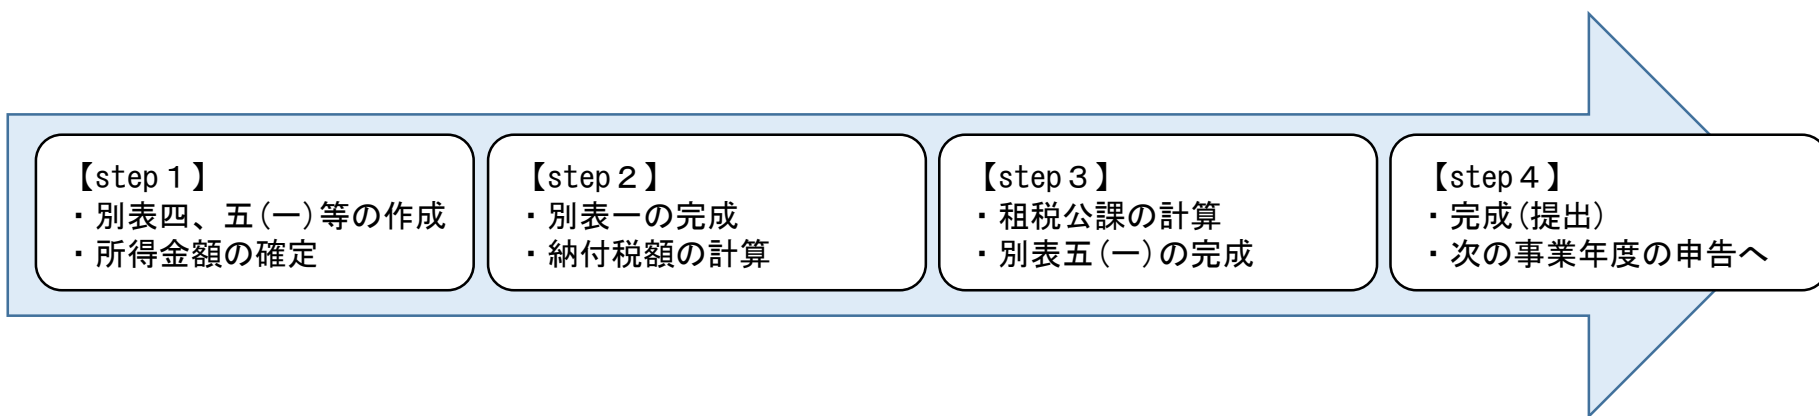 【step１】
・別表四、五(一)等の作成
・所得金額の確定
【step２】
・別表一の完成
・納付税額の計算
【step３】
・租税公課の計算
・別表五(一)の完成
【step４】
・完成(提出)
・次の事業年度の申告へ